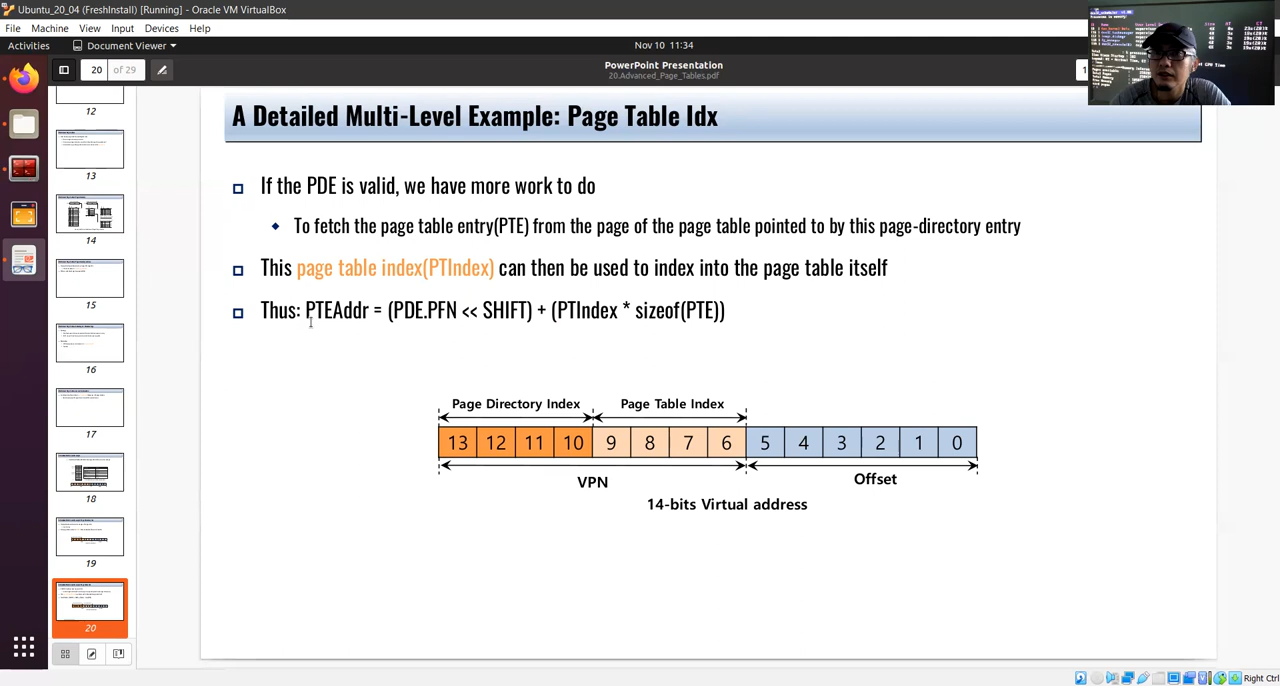 Ubuntu_20_04 (FreshInstall) [Running] - Oracle VM VirtualBox
File Machine View Input Devices Help
Activities Document Viewer Nov 10 11:34
20 of 29 PowerPoint Presentation
20.Advanced_Page_Tables.pdf
12
13
14
15
16
17
18
19
20
A Detailed Multi-Level Example: Page Table Idx
If the PDE is valid, we have more work to do
To fetch the page table entry(PTE) from the page of the page table pointed to by this page-directory entry
This page table index(PTIndex) can then be used to index into the page table itself
Thus: PTEAddr = (PDE.PFN << SHIFT) + (PTIndex * sizeof(PTE))
Page Directory Index Page Table Index
13 12 11 10 9 8 7 6 5 4 3 2 1 0
VPN Offset
14-bits Virtual address
Right Ctrl